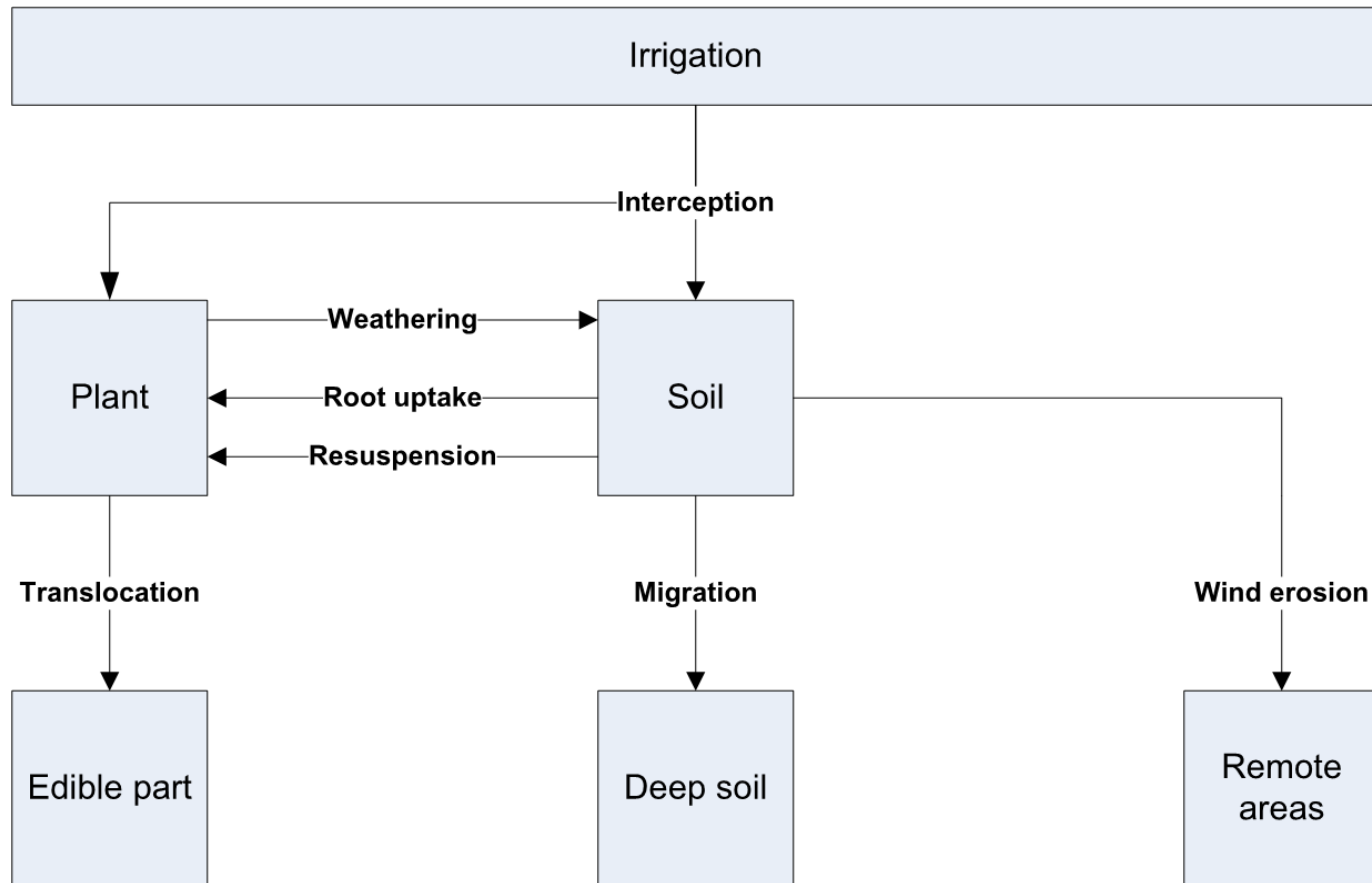 Irrigation
Interception
Weathering
Plant
Root uptake
Soil
Resuspension
Translocation
Migration
Wind erosion
Edible part
Deep soil
Remote
areas